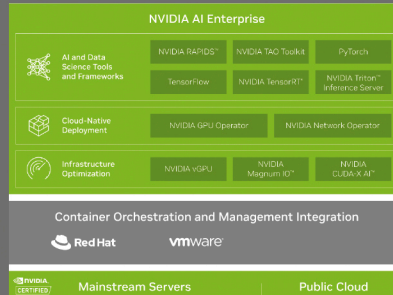 NVIDIA AI Enterprise
AI and Data
Science Tools
and Frameworks
NVIDIA RAPIDS™
NVIDIA TAO Toolkit
PyTorch
TensorFlow
NVIDIA TensorRT™
NVIDIA Triton™
Inference Server
Cloud-Native
Deployment
NVIDIA GPU Operator
NVIDIA Network Operator
Infrastructure
Optimization
NVIDIA vGPU
NVIDIA
Magnum IO™
NVIDIA
CUDA-X AI™
Container Orchestration and Management Integration
Red Hat
vmware®
NVIDIA.
CERTIFIED
Mainstream Servers
Public Cloud